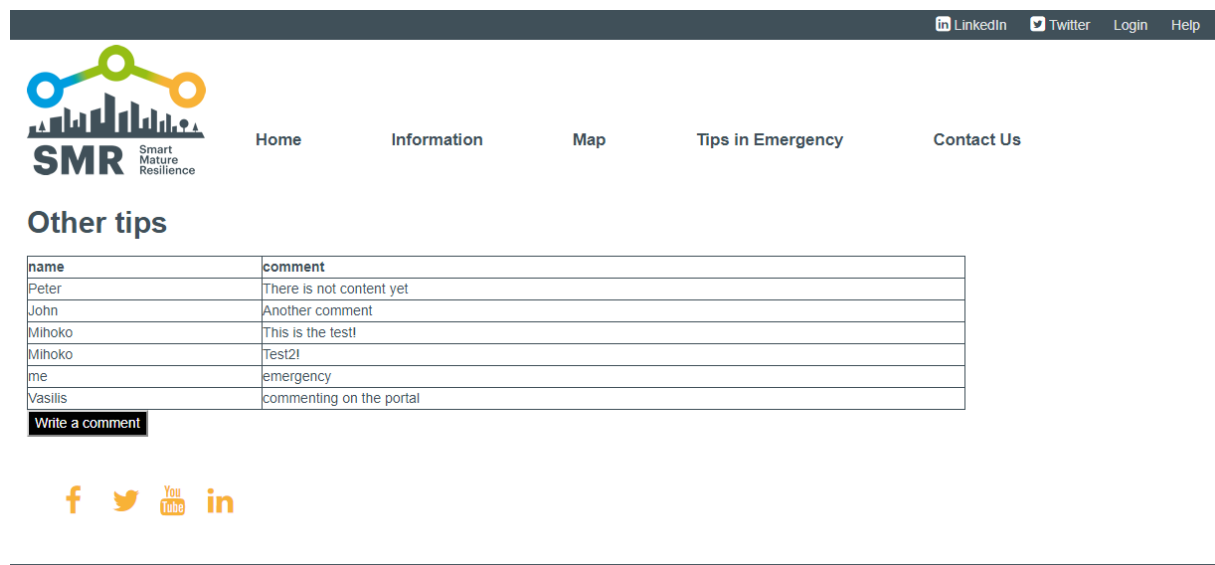 LinkedIn Twitter Login Help
SMR Smart
Mature
Resilience
Home Information Map Tips in Emergency Contact Us
Other tips
name comment
Peter There is not content yet
John Another comment
Mihoko This is the test!
Mihoko Test2!
me emergency
Vasilis commenting on the portal
Write a comment
You
Tube